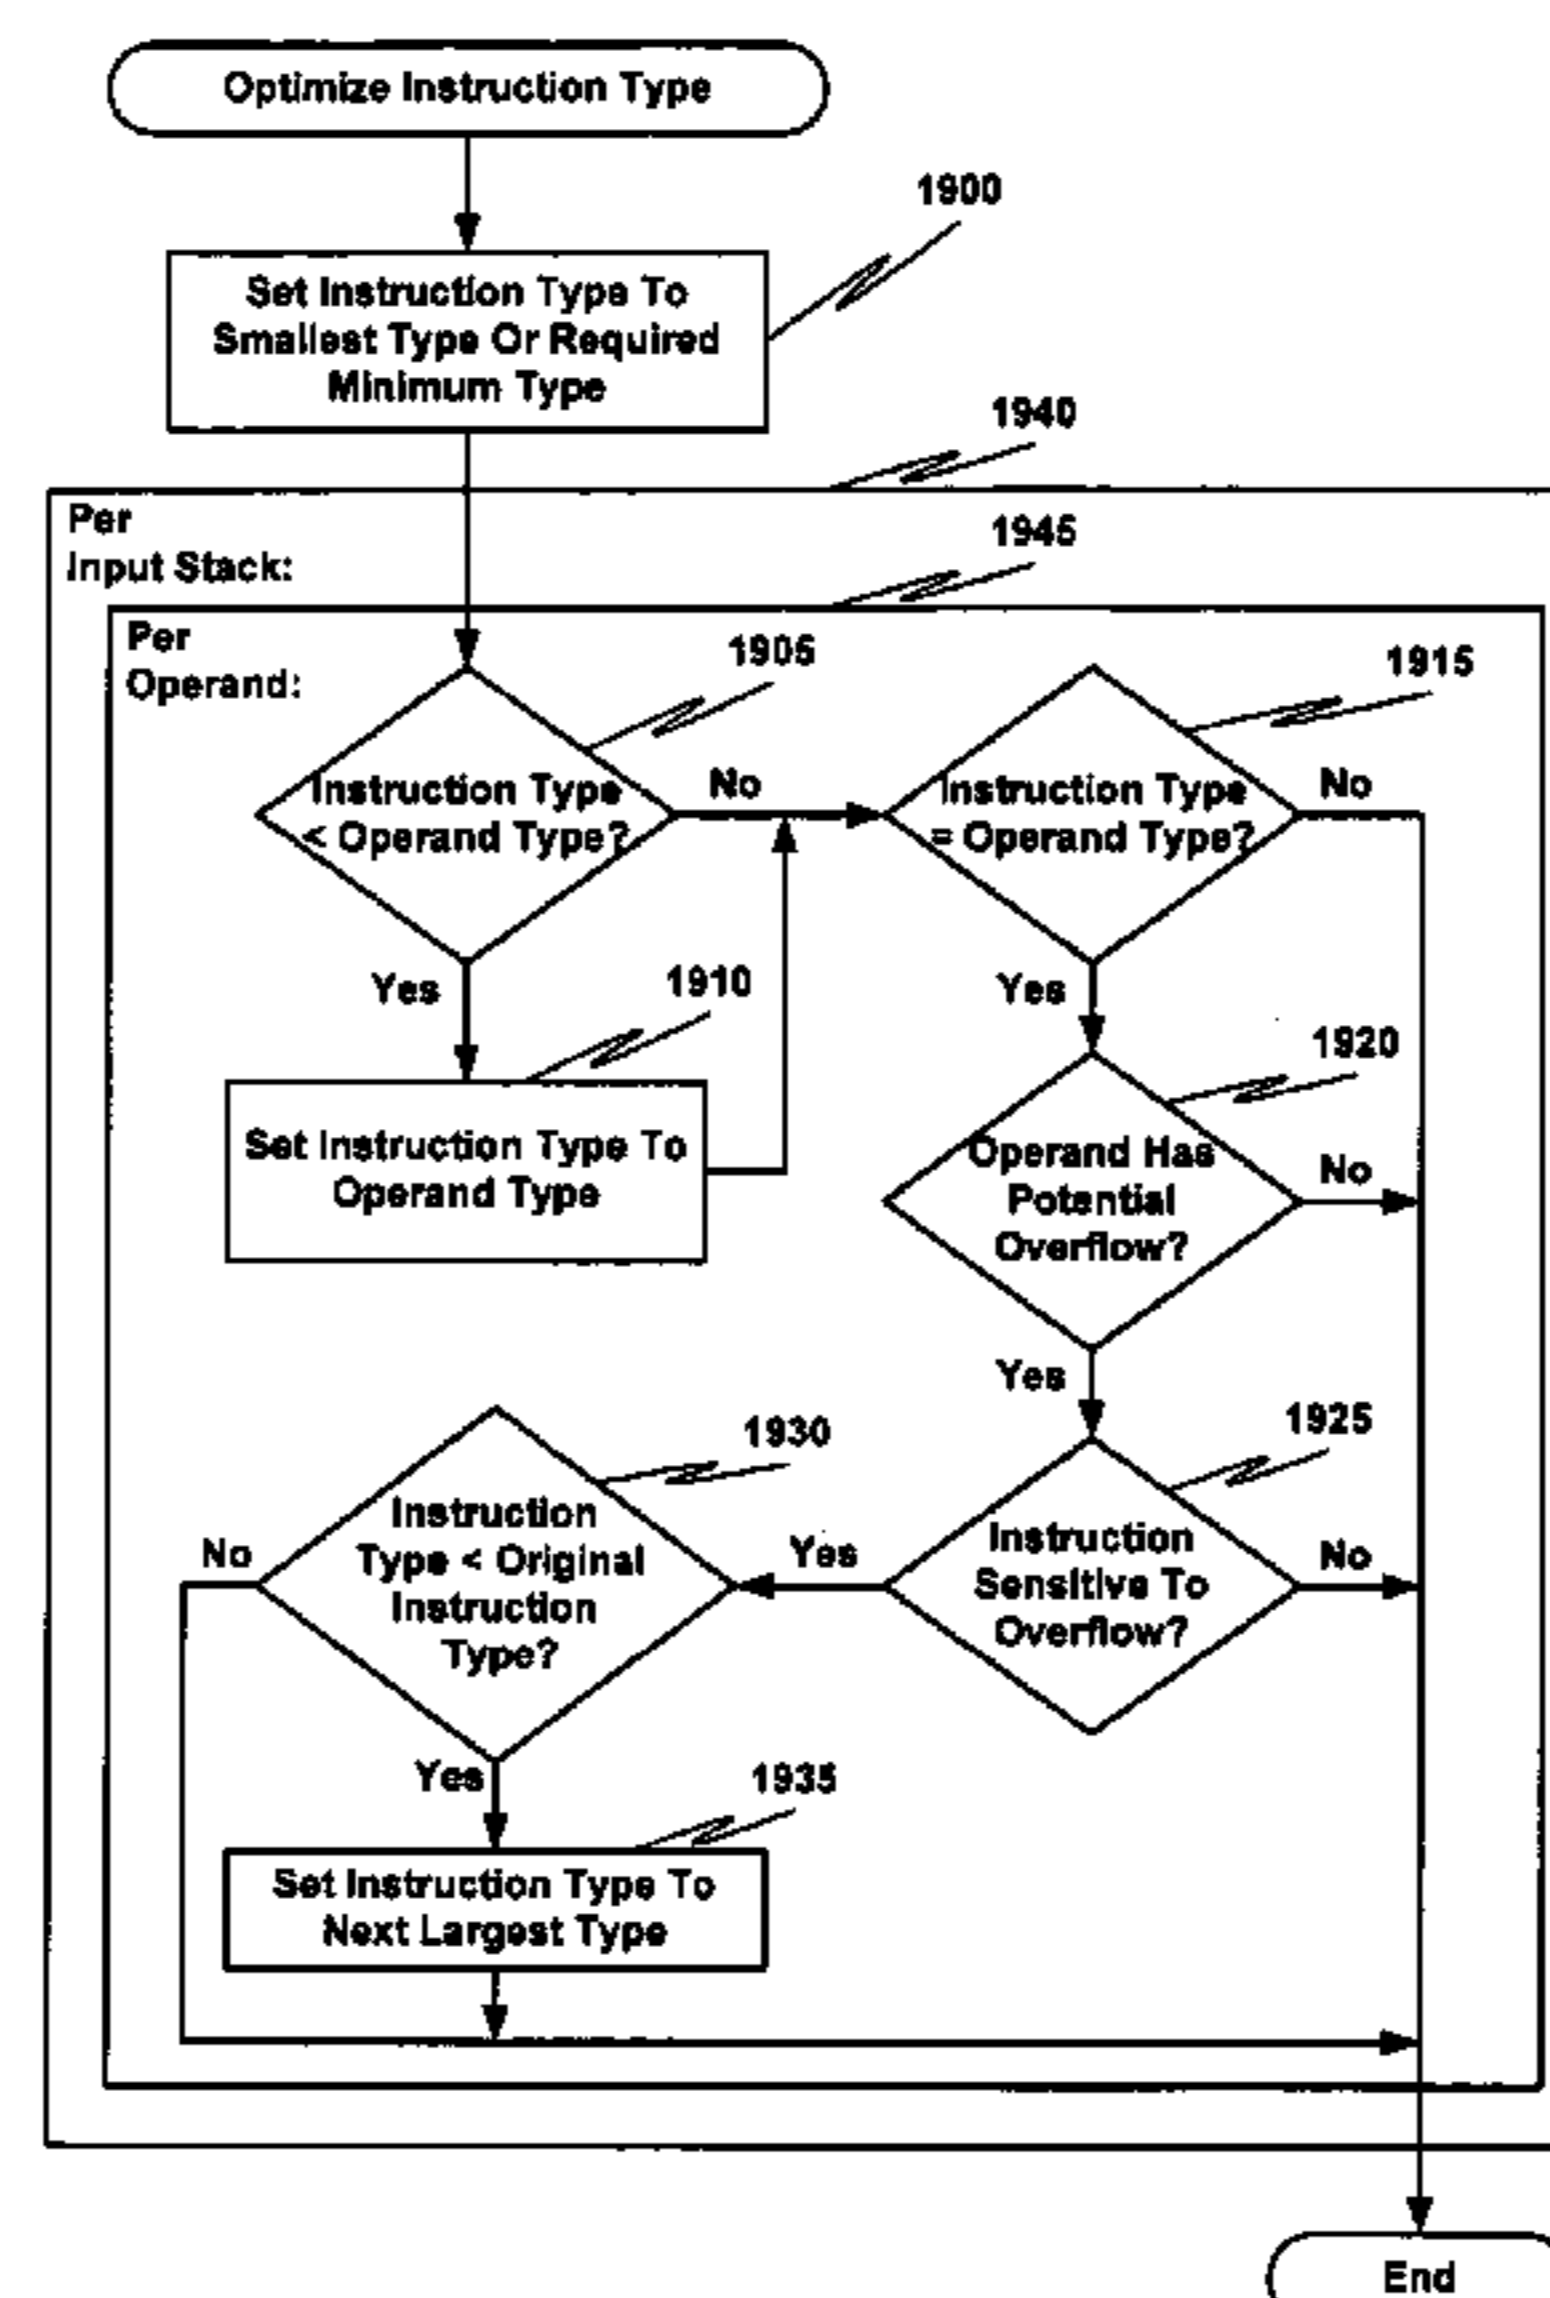 Optimize Instruction Type
1900
Set Instruction Type To
Smallest Type Or Required
Minimum Type
1940
Per
Input Stack:
1945
Per
Operand:
1905
1915
Instruction Type
< Operand Type?
No
Instruction Type
= Operand Type?
No
Yes
1910
Yes
1920
Set Instruction Type To
Operand Type
Operand Has
Potential
Overflow?
No
Yes
1930
1925
Instruction
Type < Original
Instruction
Type?
No
Yes
Instruction
Sensitive To
Overflow?
No
Yes
1935
Set Instruction Type To
Next Largest Type
End